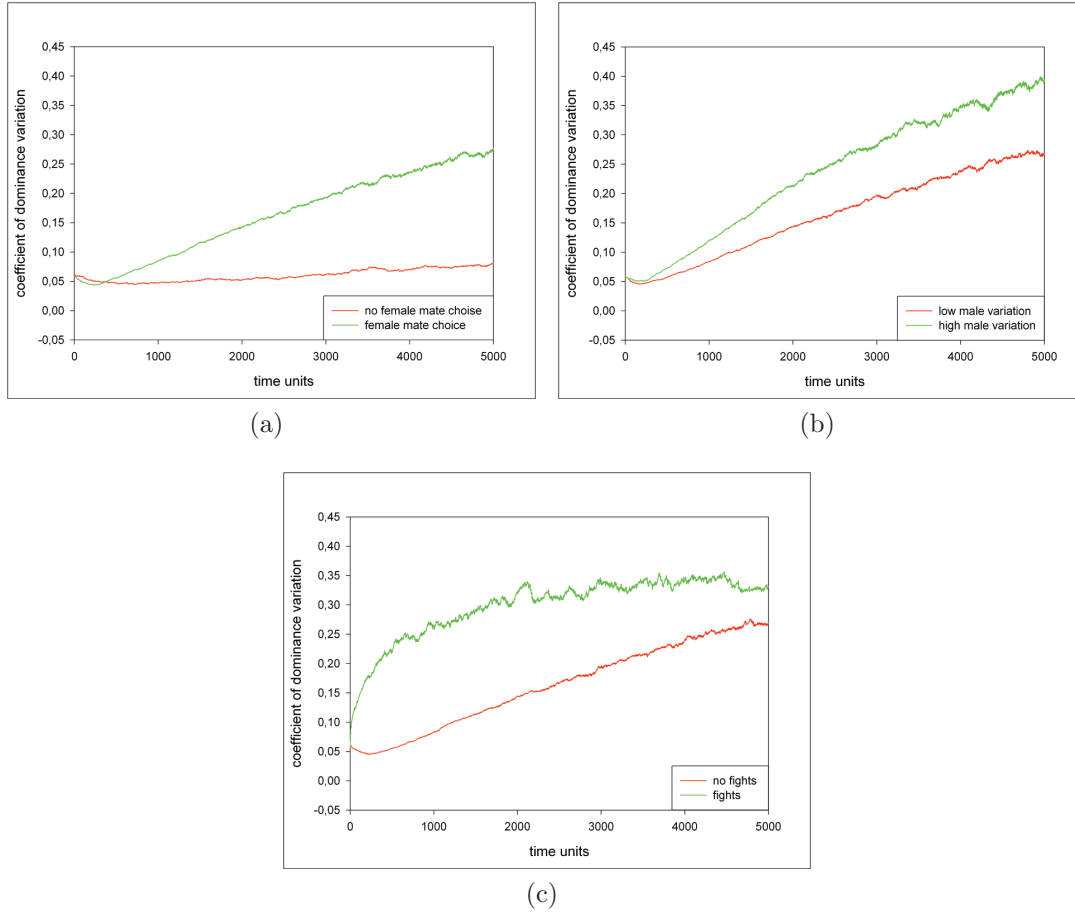 0,45
0,40
0,35
0,30
0,25
0,20
0,15
0,10
0,05
0,00
-0,05
coefficient of dominance variation
no female mate choise
female mate choice
0 1000 2000 3000 4000 5000
time units
(a)
0,45
0,40
0,35
0,30
0,25
0,20
0,15
0,10
0,05
0,00
-0,05
coefficient of dominance variation
low male variation
high male variation
0 1000 2000 3000 4000 5000
time units
(b)
0,45
0,40
0,35
0,30
0,25
0,20
0,15
0,10
0,05
0,00
-0,05
coefficient of dominance variation
no fights
fights
0 1000 2000 3000 4000 5000
time units
(c)